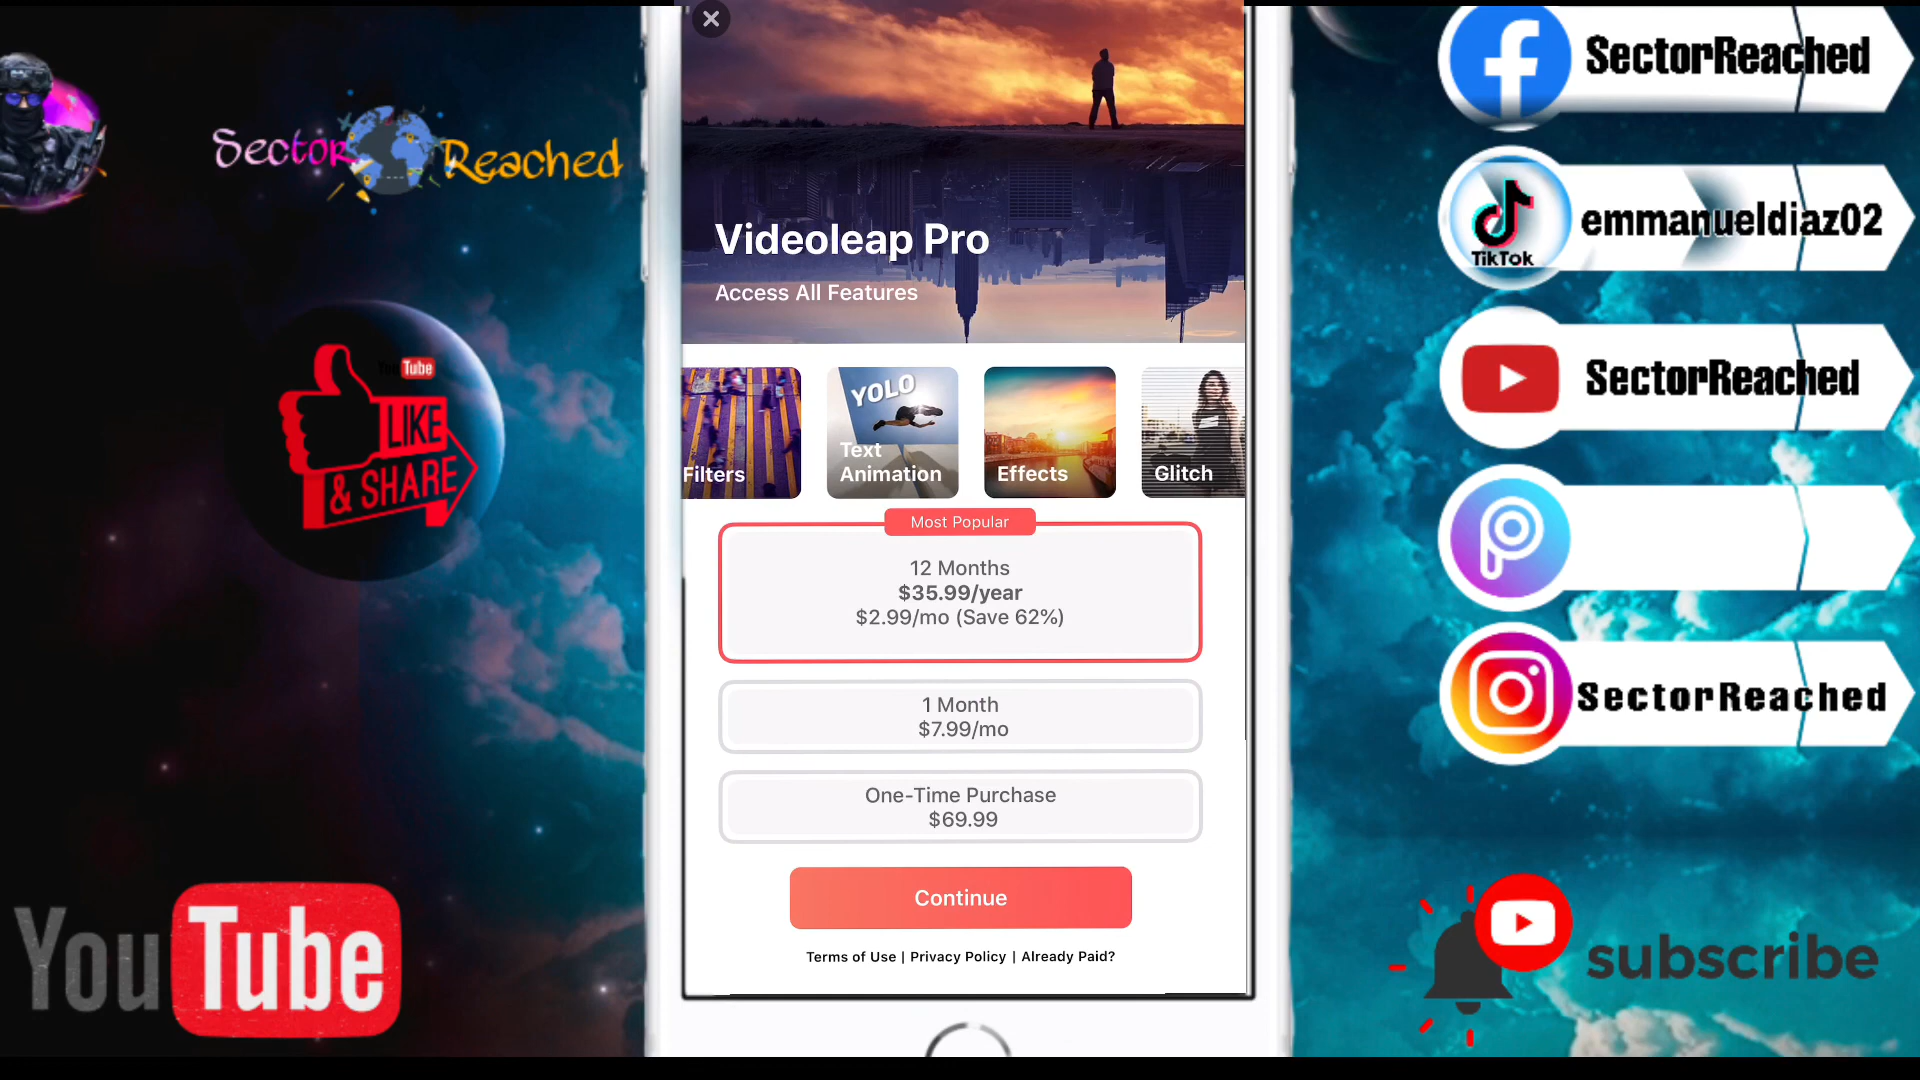 Sector Reached
YouTube
LIKE
& SHARE
YouTube
Videoleap Pro
Access All Features
Filters
YOLO
Text
Animation
Effects
Glitch
Most Popular
12 Months
$35.99/year
$2.99/mo (Save 62%)
1 Month
$7.99/mo
One-Time Purchase
$69.99
Continue
Terms of Use | Privacy Policy | Already Paid?
SectorReached
TikTok
emmanueldiaz02
SectorReached
SectorReached
subscribe